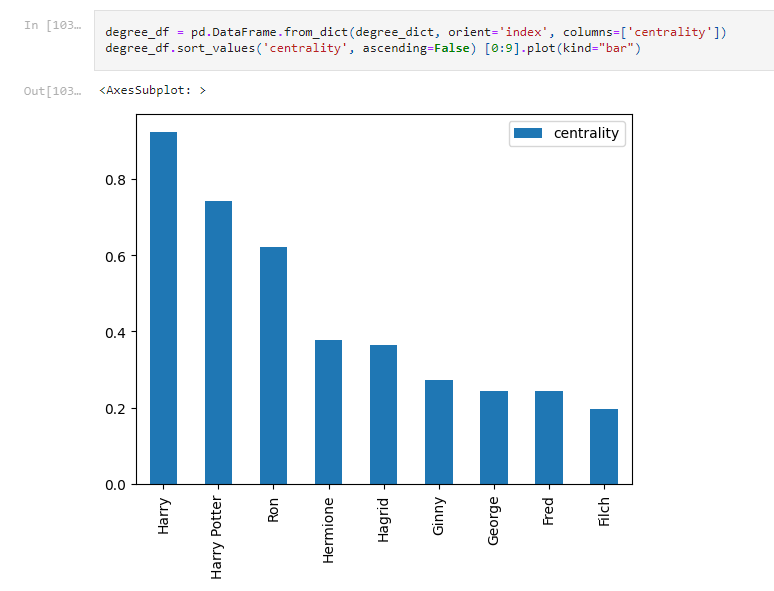 In [103…
degree_df = pd.DataFrame.from_dict(degree_dict, orient='index', columns=['centrality'])
degree_df.sort_values('centrality', ascending=False) [0:9].plot(kind="bar")
Out[103…
<AxesSubplot: >
centrality
0.8
0.6
0.4
0.2
0.0
Harry
Harry Potter
Ron
Hermione
Hagrid
Ginny
George
Fred
Filch